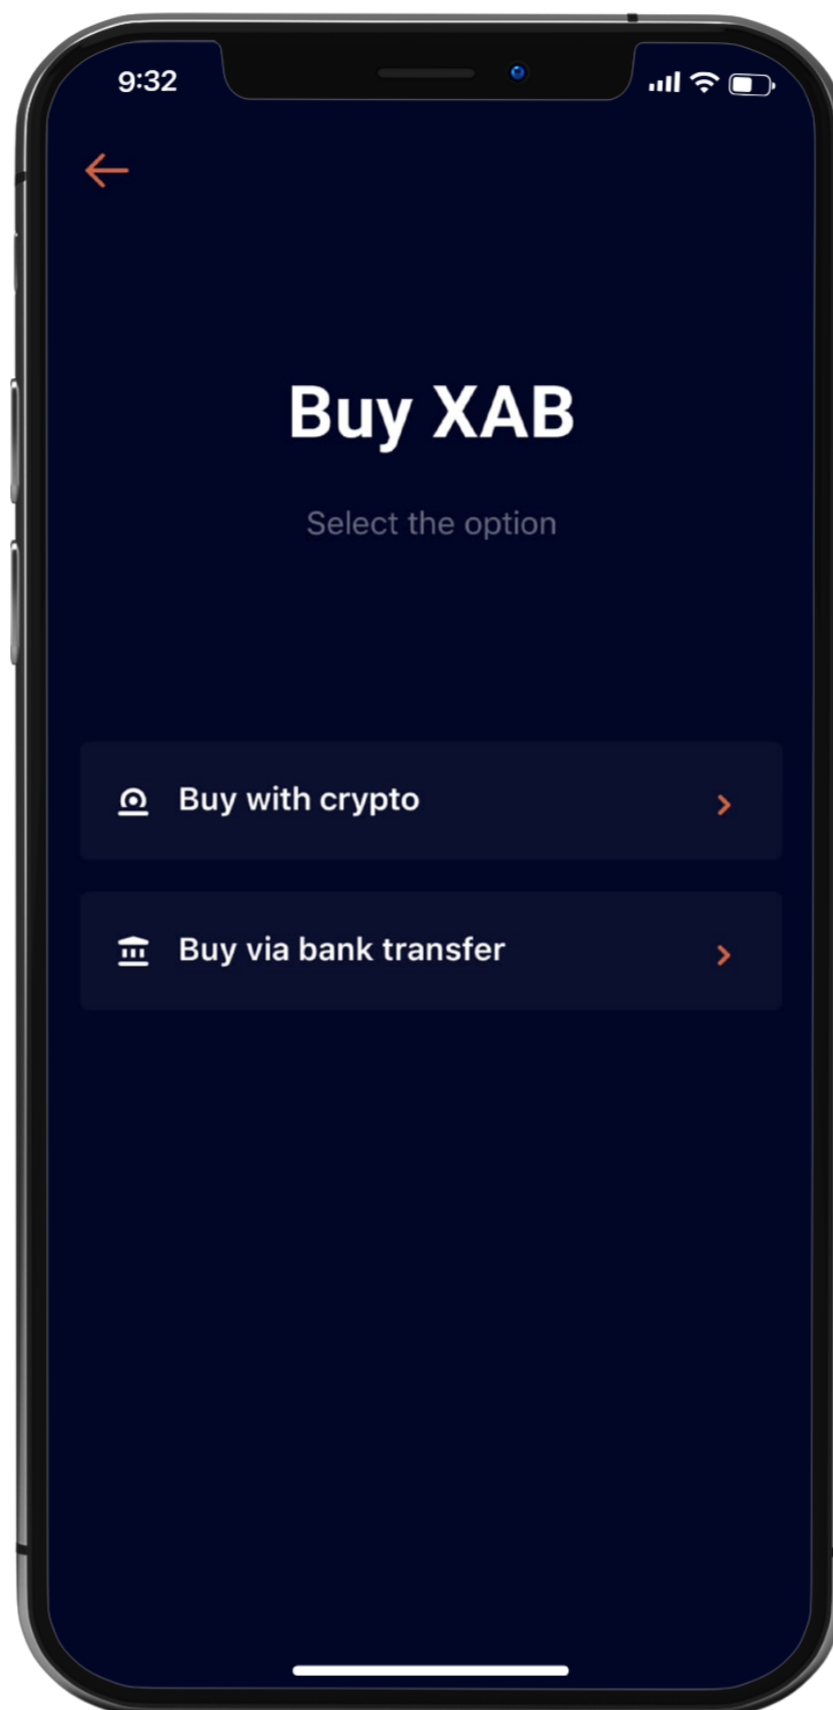 9:32
Buy XAB
Select the option
Buy with crypto
Buy via bank transfer